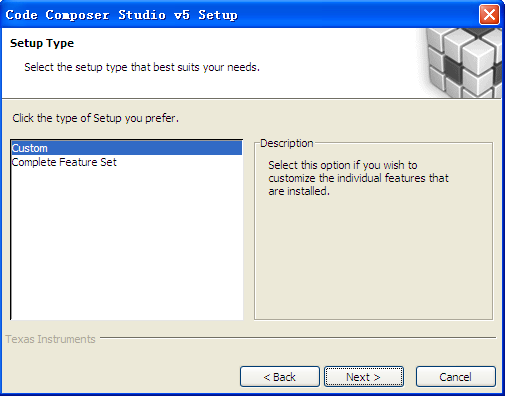 Code Composer Studio v5 Setup
Setup Type
Select the setup type that best suits your needs.
Click the type of Setup you prefer.
Custom
Complete Feature Set
Description
Select this option if you wish to
customize the individual features that
are installed.
Texas Instruments
< Back
Next >
Cancel